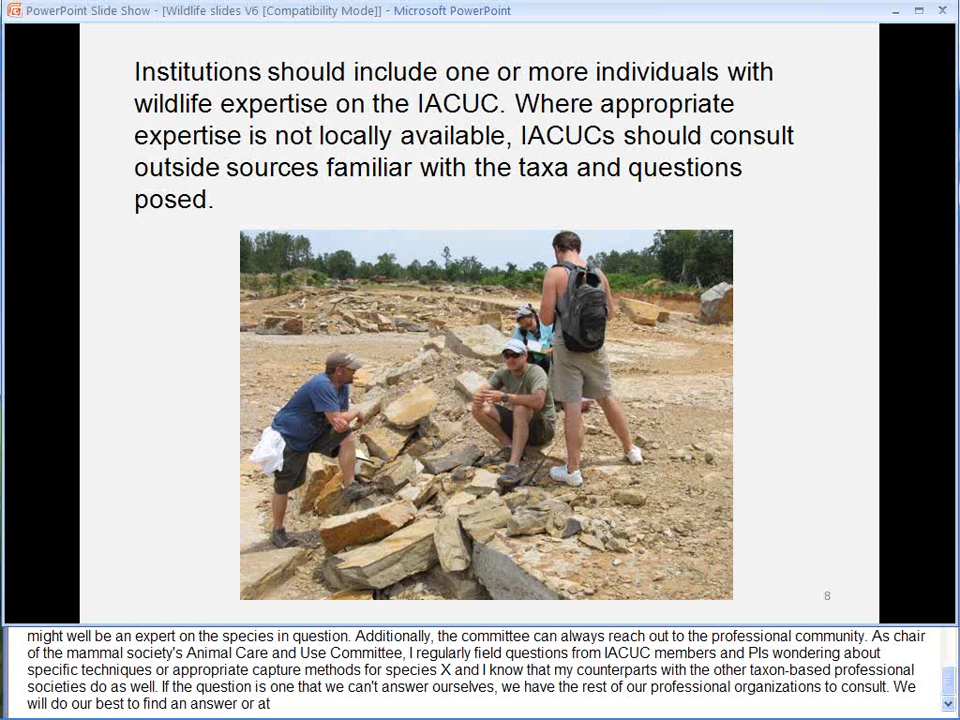 PowerPoint Slide Show - [Wildlife slides V6 [Compatibility Mode]] - Microsoft PowerPoint
Institutions should include one or more individuals with
wildlife expertise on the IACUC. Where appropriate
expertise is not locally available, IACUCs should consult
outside sources familiar with the taxa and questions
posed.
8
might well be an expert on the species in question. Additionally, the committee can always reach out to the professional community. As chair
of the mammal society's Animal Care and Use Committee, I regularly field questions from IACUC members and PIs wondering about
specific techniques or appropriate capture methods for species X and I know that my counterparts with the other taxon-based professional
societies do as well. If the question is one that we can't answer ourselves, we have the rest of our professional organizations to consult. We
will do our best to find an answer or at